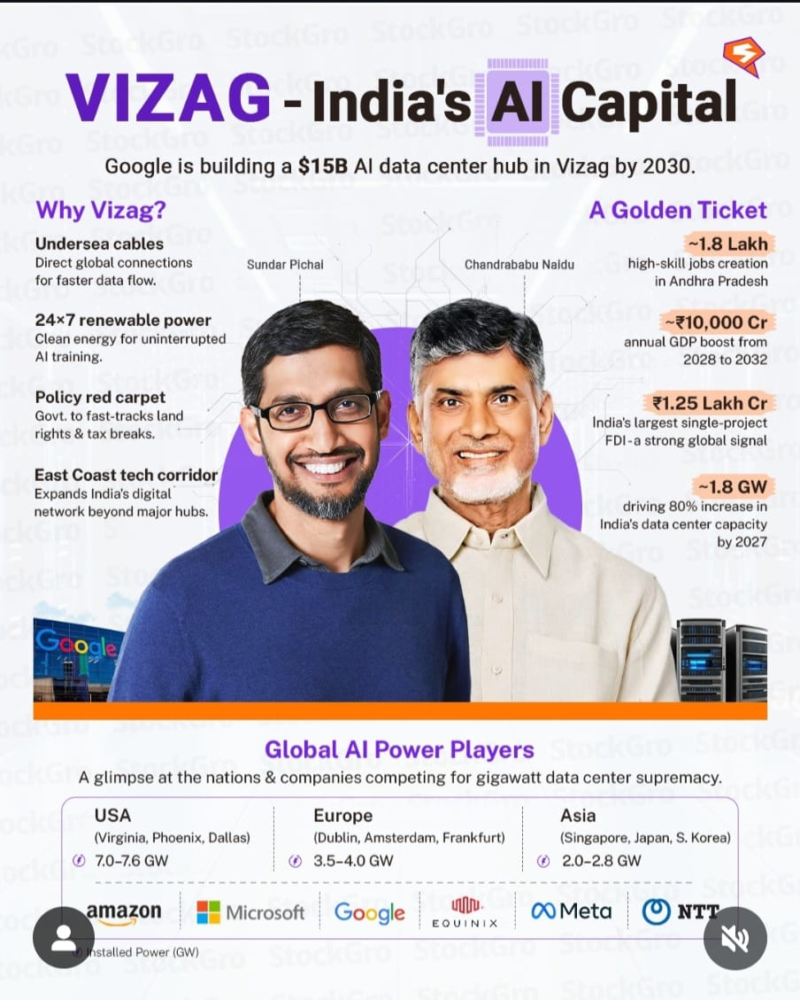 VIZAG - India's AI Capital
Google is building a $15B AI data center hub in Vizag by 2030.
Why Vizag?
Undersea cables
Direct global connections
for faster data flow.
24×7 renewable power
Clean energy for uninterrupted
AI training.
Policy red carpet
Govt. to fast-tracks land
rights & tax breaks.
East Coast tech corridor
Expands India's digital
network beyond major hubs.
Sundar Pichai
Chandrababu Naidu
A Golden Ticket
~1.8 Lakh
high-skill jobs creation
in Andhra Pradesh
~₹10,000 Cr
annual GDP boost from
2028 to 2032
₹1.25 Lakh Cr
India's largest single-project
FDI-a strong global signal
~1.8 GW
driving 80% increase in
India's data center capacity
by 2027
Google
Global AI Power Players
A glimpse at the nations & companies competing for gigawatt data center supremacy.
USA
(Virginia, Phoenix, Dallas)
7.0–7.6 GW
Europe
(Dublin, Amsterdam, Frankfurt)
3.5–4.0 GW
Asia
(Singapore, Japan, S. Korea)
2.0–2.8 GW
amazon
Microsoft
Google
EQUINIX
Meta
NTT
Installed Power (GW)
StockGro